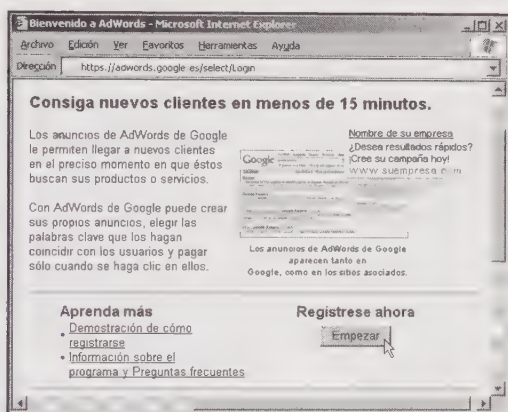 Bienvenido a AdWords - Microsoft Internet Explorer
Archivo Edición Ver Favoritos Herramientas Ayuda
Dirección https://adwords.google.es/select/Login
Consiga nuevos clientes en menos de 15 minutos.
Los anuncios de AdWords de Google
le permiten llegar a nuevos clientes
en el preciso momento en que éstos
buscan sus productos o servicios.
Con AdWords de Google puede crear
sus propios anuncios, elegir las
palabras clave que los hagan
coincidir con los usuarios y pagar
sólo cuando se haga clic en ellos.
Google
Nombre de su empresa
¿Desea resultados rápidos?
¡Cree su campaña hoy!
www.suempresa.com
Los anuncios de AdWords de Google
aparecen tanto en
Google, como en los sitios asociados.
Aprenda más
• Demostración de cómo
registrarse
• Información sobre el
programa y Preguntas frecuentes
Regístrese ahora
Empezar